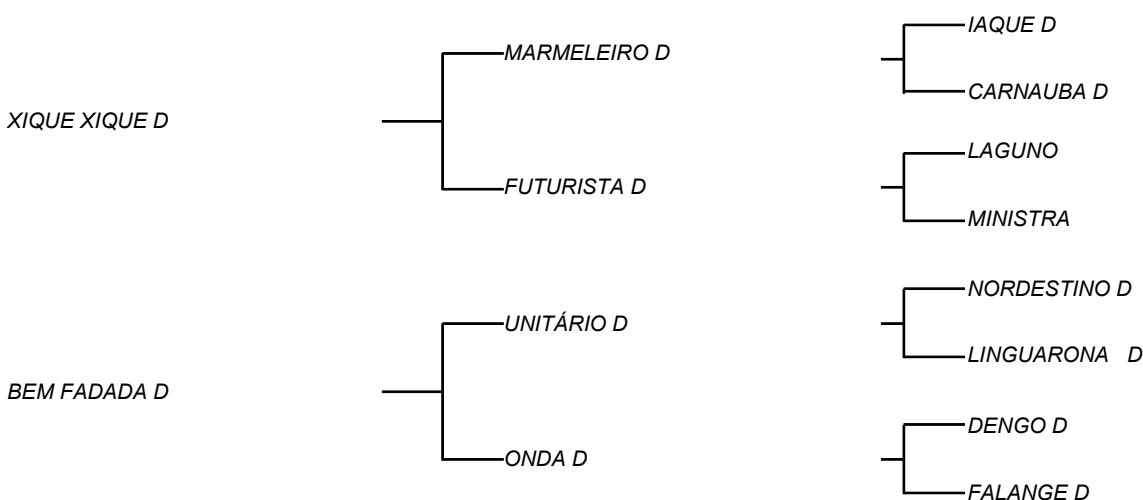 IAQUE D
MARMELEIRO D
CARNAUBA D
XIQUE XIQUE D
LAGUNO
FUTURISTA D
MINISTRA
NORDESTINO D
UNITÁRIO D
LINGUARONA D
BEM FADADA D
DENGO D
ONDA D
FALANGE D